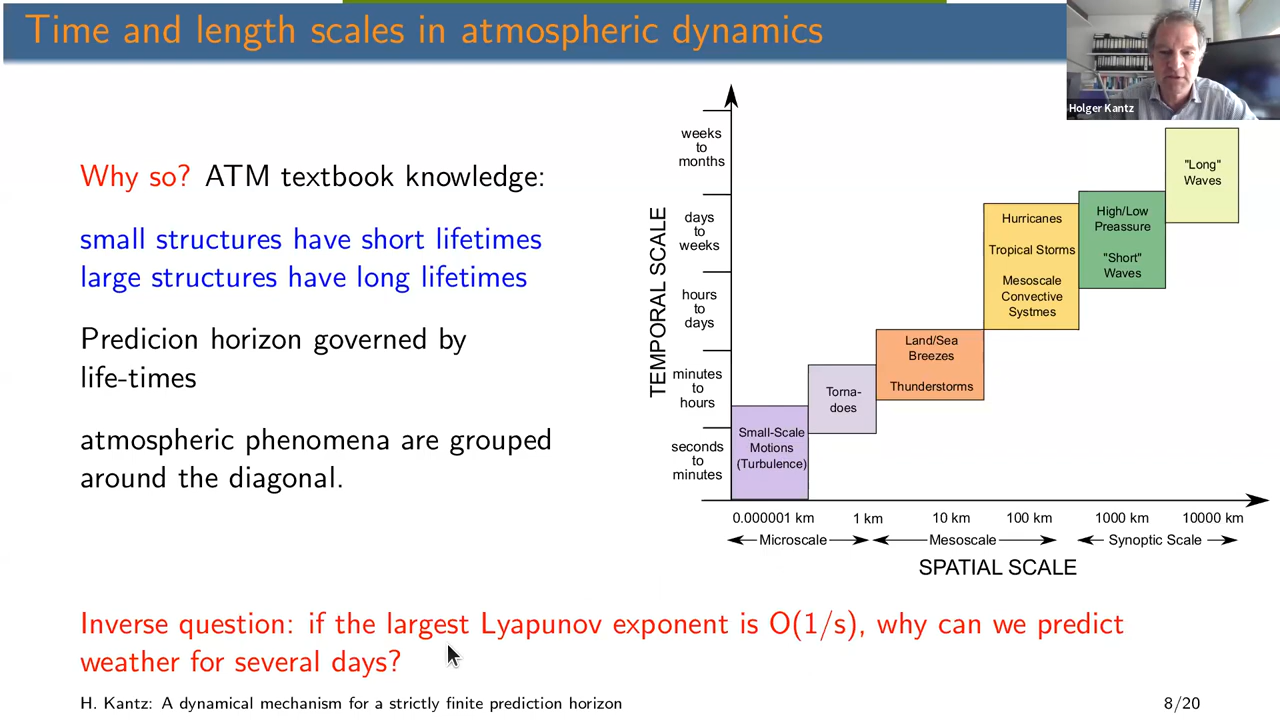 Time and length scales in atmospheric dynamics
Holger Kantz
Why so? ATM textbook knowledge:
small structures have short lifetimes
large structures have long lifetimes
Predicion horizon governed by
life-times
atmospheric phenomena are grouped
around the diagonal.
TEMPORAL SCALE
weeks
to
months
days
to
weeks
hours
to
days
minutes
to
hours
seconds
to
minutes
"Long"
Waves
High/Low
Preassure
"Short"
Waves
Hurricanes
Tropical Storms
Mesoscale
Convective
Systmes
Land/Sea
Breezes
Thunderstorms
Torna-
does
Small-Scale
Motions
(Turbulence)
0.000001 km 1 km 10 km 100 km 1000 km 10000 km
Microscale Mesoscale Synoptic Scale
SPATIAL SCALE
Inverse question: if the largest Lyapunov exponent is O(1/s), why can we predict
weather for several days?
H. Kantz: A dynamical mechanism for a strictly finite prediction horizon 8/20